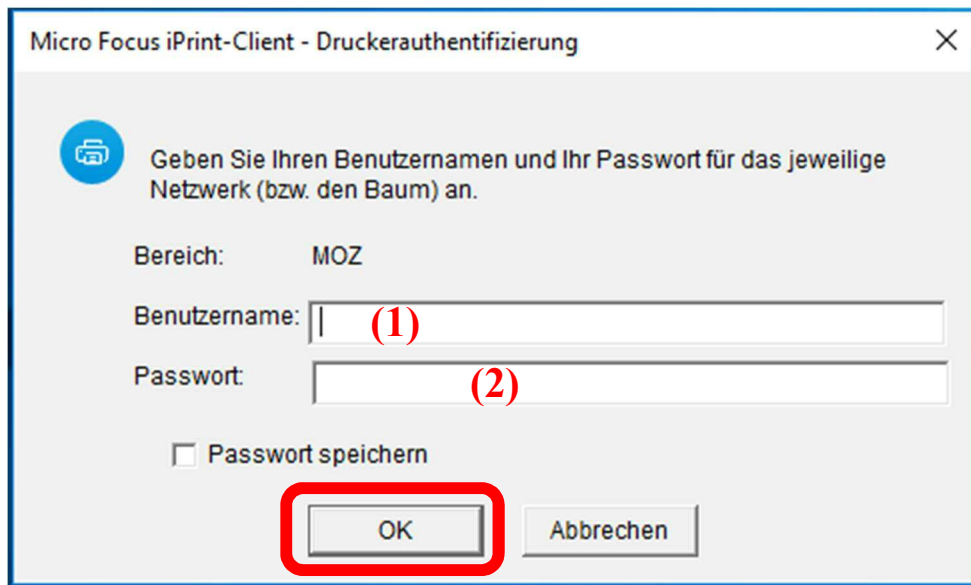 Micro Focus iPrint-Client - Druckerauthentifizierung
Geben Sie Ihren Benutzernamen und Ihr Passwort für das jeweilige
Netzwerk (bzw. den Baum) an.
Bereich: MOZ
Benutzername: (1)
Passwort: (2)
Passwort speichern
OK Abbrechen